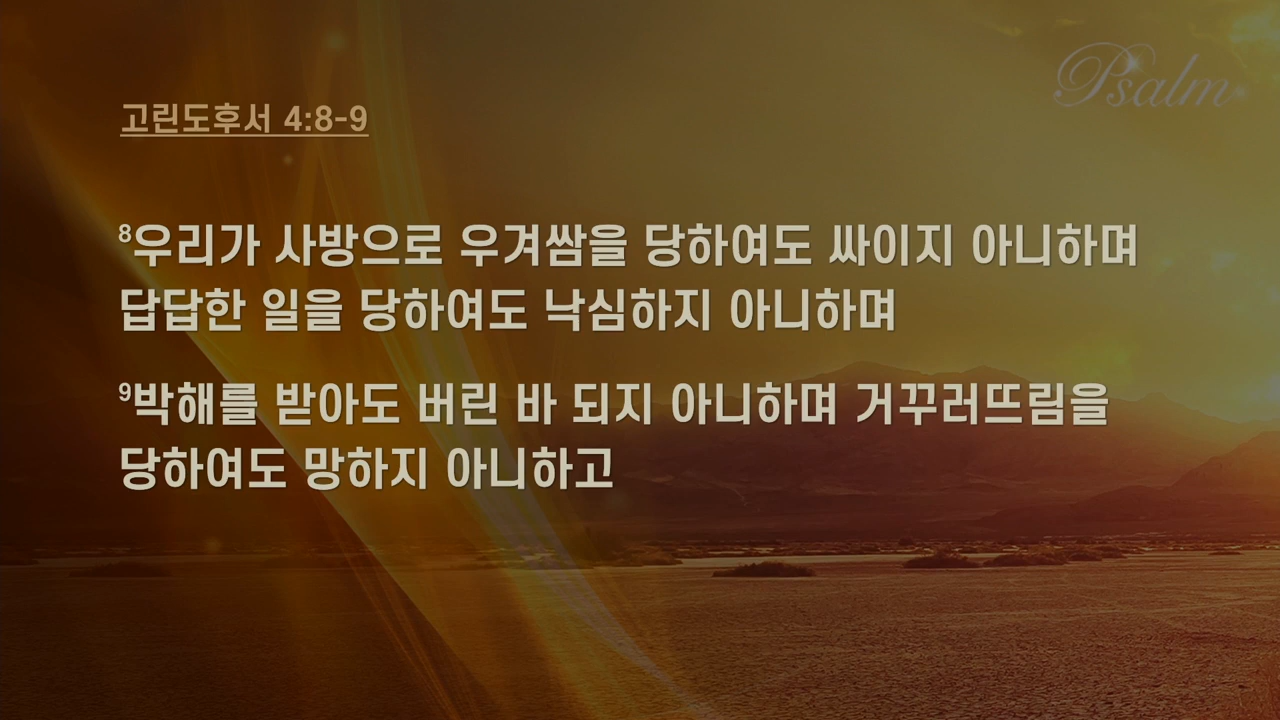 Psalm
고린도후서 4:8-9
⁸우리가 사방으로 우겨쌈을 당하여도 싸이지 아니하며
답답한 일을 당하여도 낙심하지 아니하며
⁹박해를 받아도 버린 바 되지 아니하며 거꾸러뜨림을
당하여도 망하지 아니하고